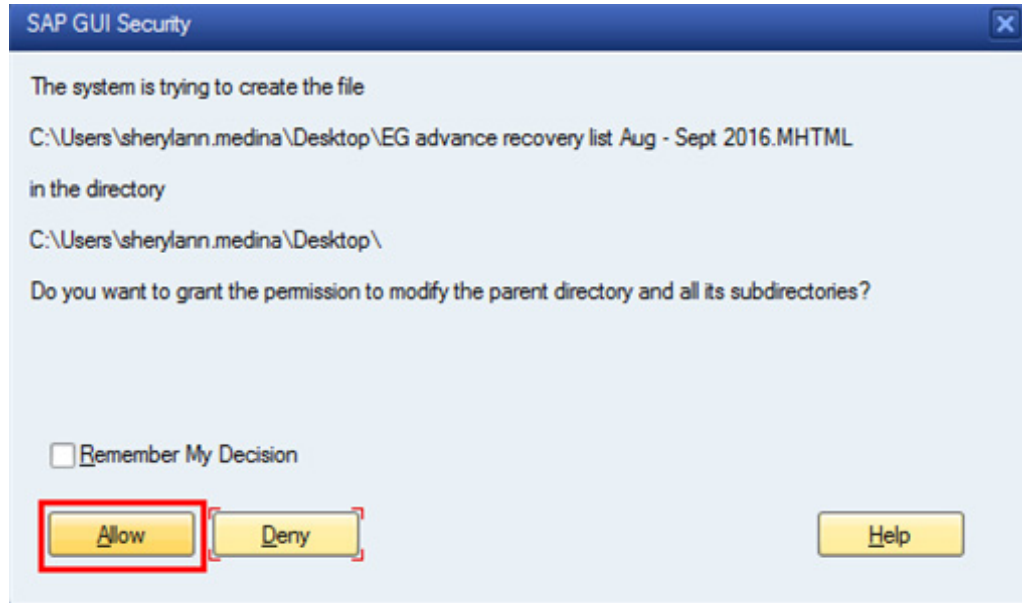 SAP GUI Security
The system is trying to create the file
C:\Users\sherylann.medina\Desktop\EG advance recovery list Aug - Sept 2016.MHTML
in the directory
C:\Users\sherylann.medina\Desktop\
Do you want to grant the permission to modify the parent directory and all its subdirectories?
Remember My Decision
Allow Deny Help